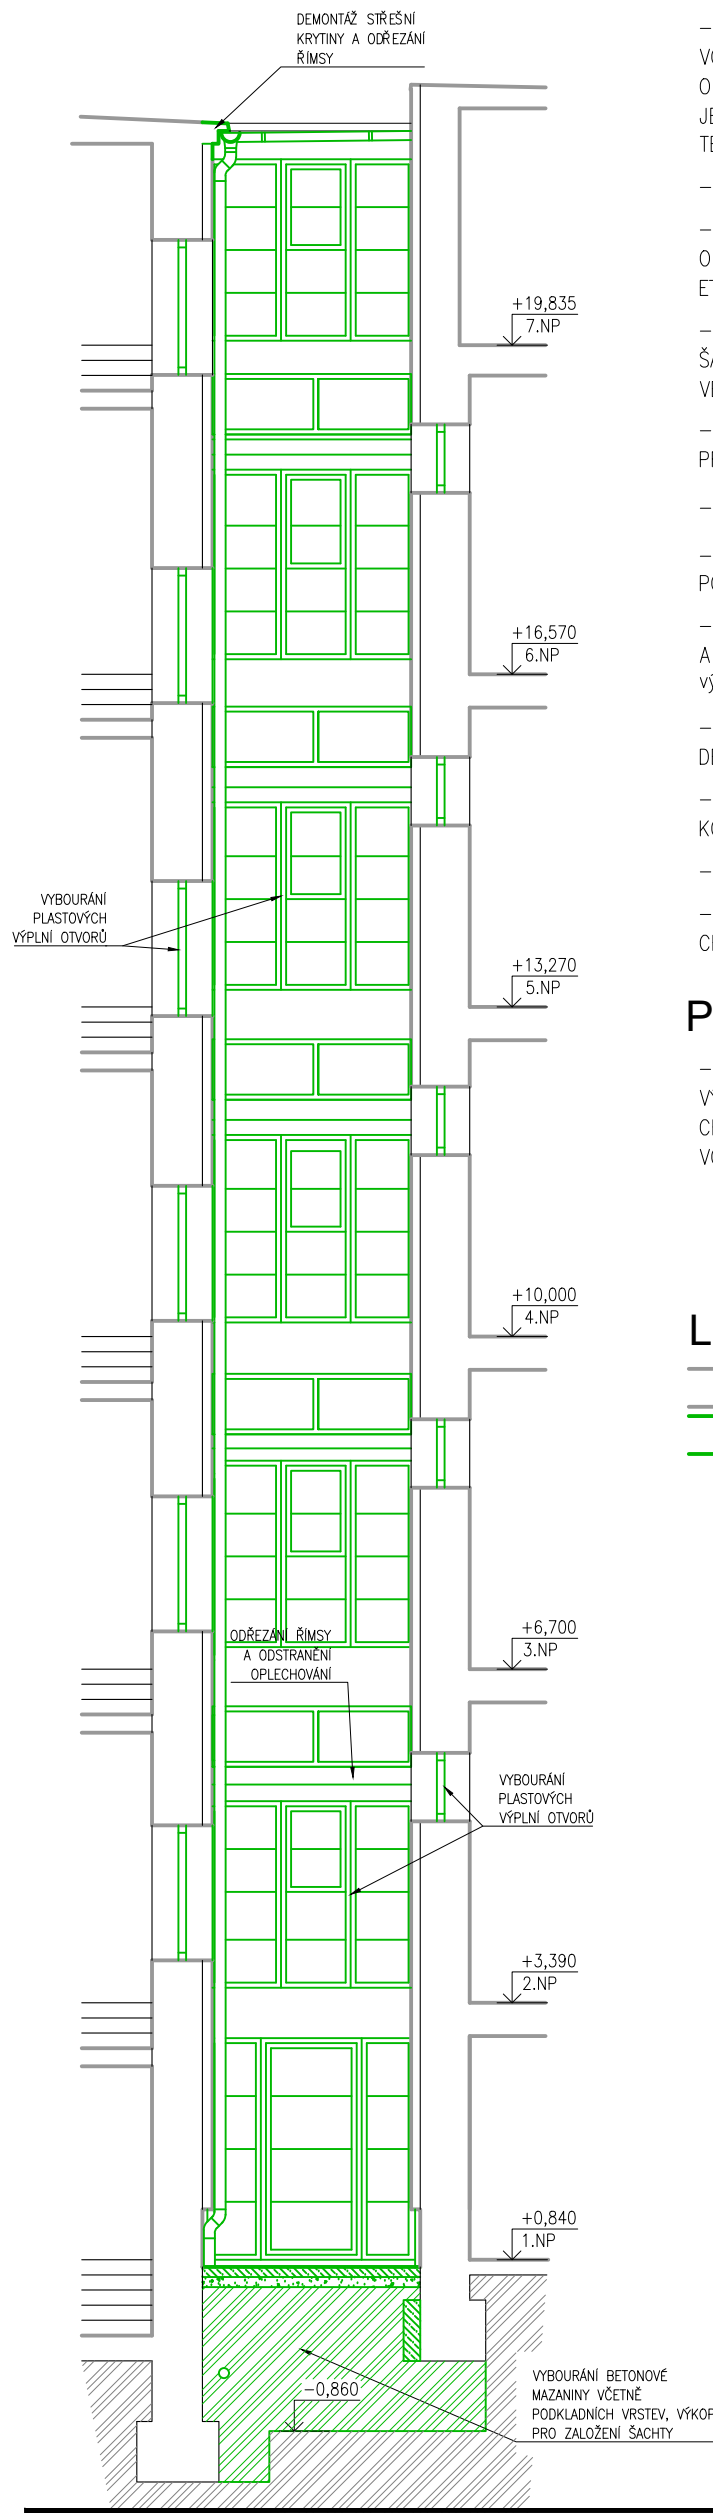 DEMONTÁŽ STŘEŠNÍ
KRYTINY A ODŘEZÁNÍ
ŘÍMSY
+19,835
7.NP
+16,570
6.NP
VYBOURÁNÍ
PLASTOVÝCH
VÝPLNÍ OTVORŮ
+13,270
5.NP
+10,000
4.NP
ODŘEZÁNÍ ŘÍMSY
A ODSTRANĚNÍ
OPLECHOVÁNÍ
+6,700
3.NP
VYBOURÁNÍ
PLASTOVÝCH
VÝPLNÍ OTVORŮ
+3,390
2.NP
+0,840
1.NP
-0,860
VYBOURÁNÍ BETONOVÉ
MAZANINY VČETNĚ
PODKLADNÍCH VRSTEV, VÝKOP
PRO ZALOŽENÍ ŠACHTY